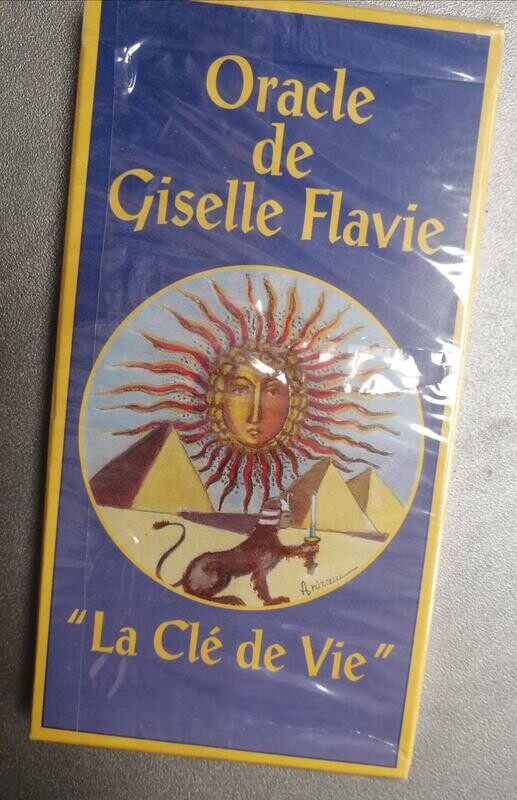 Oracle
de
Giselle Flavie
"La Clé de Vie"